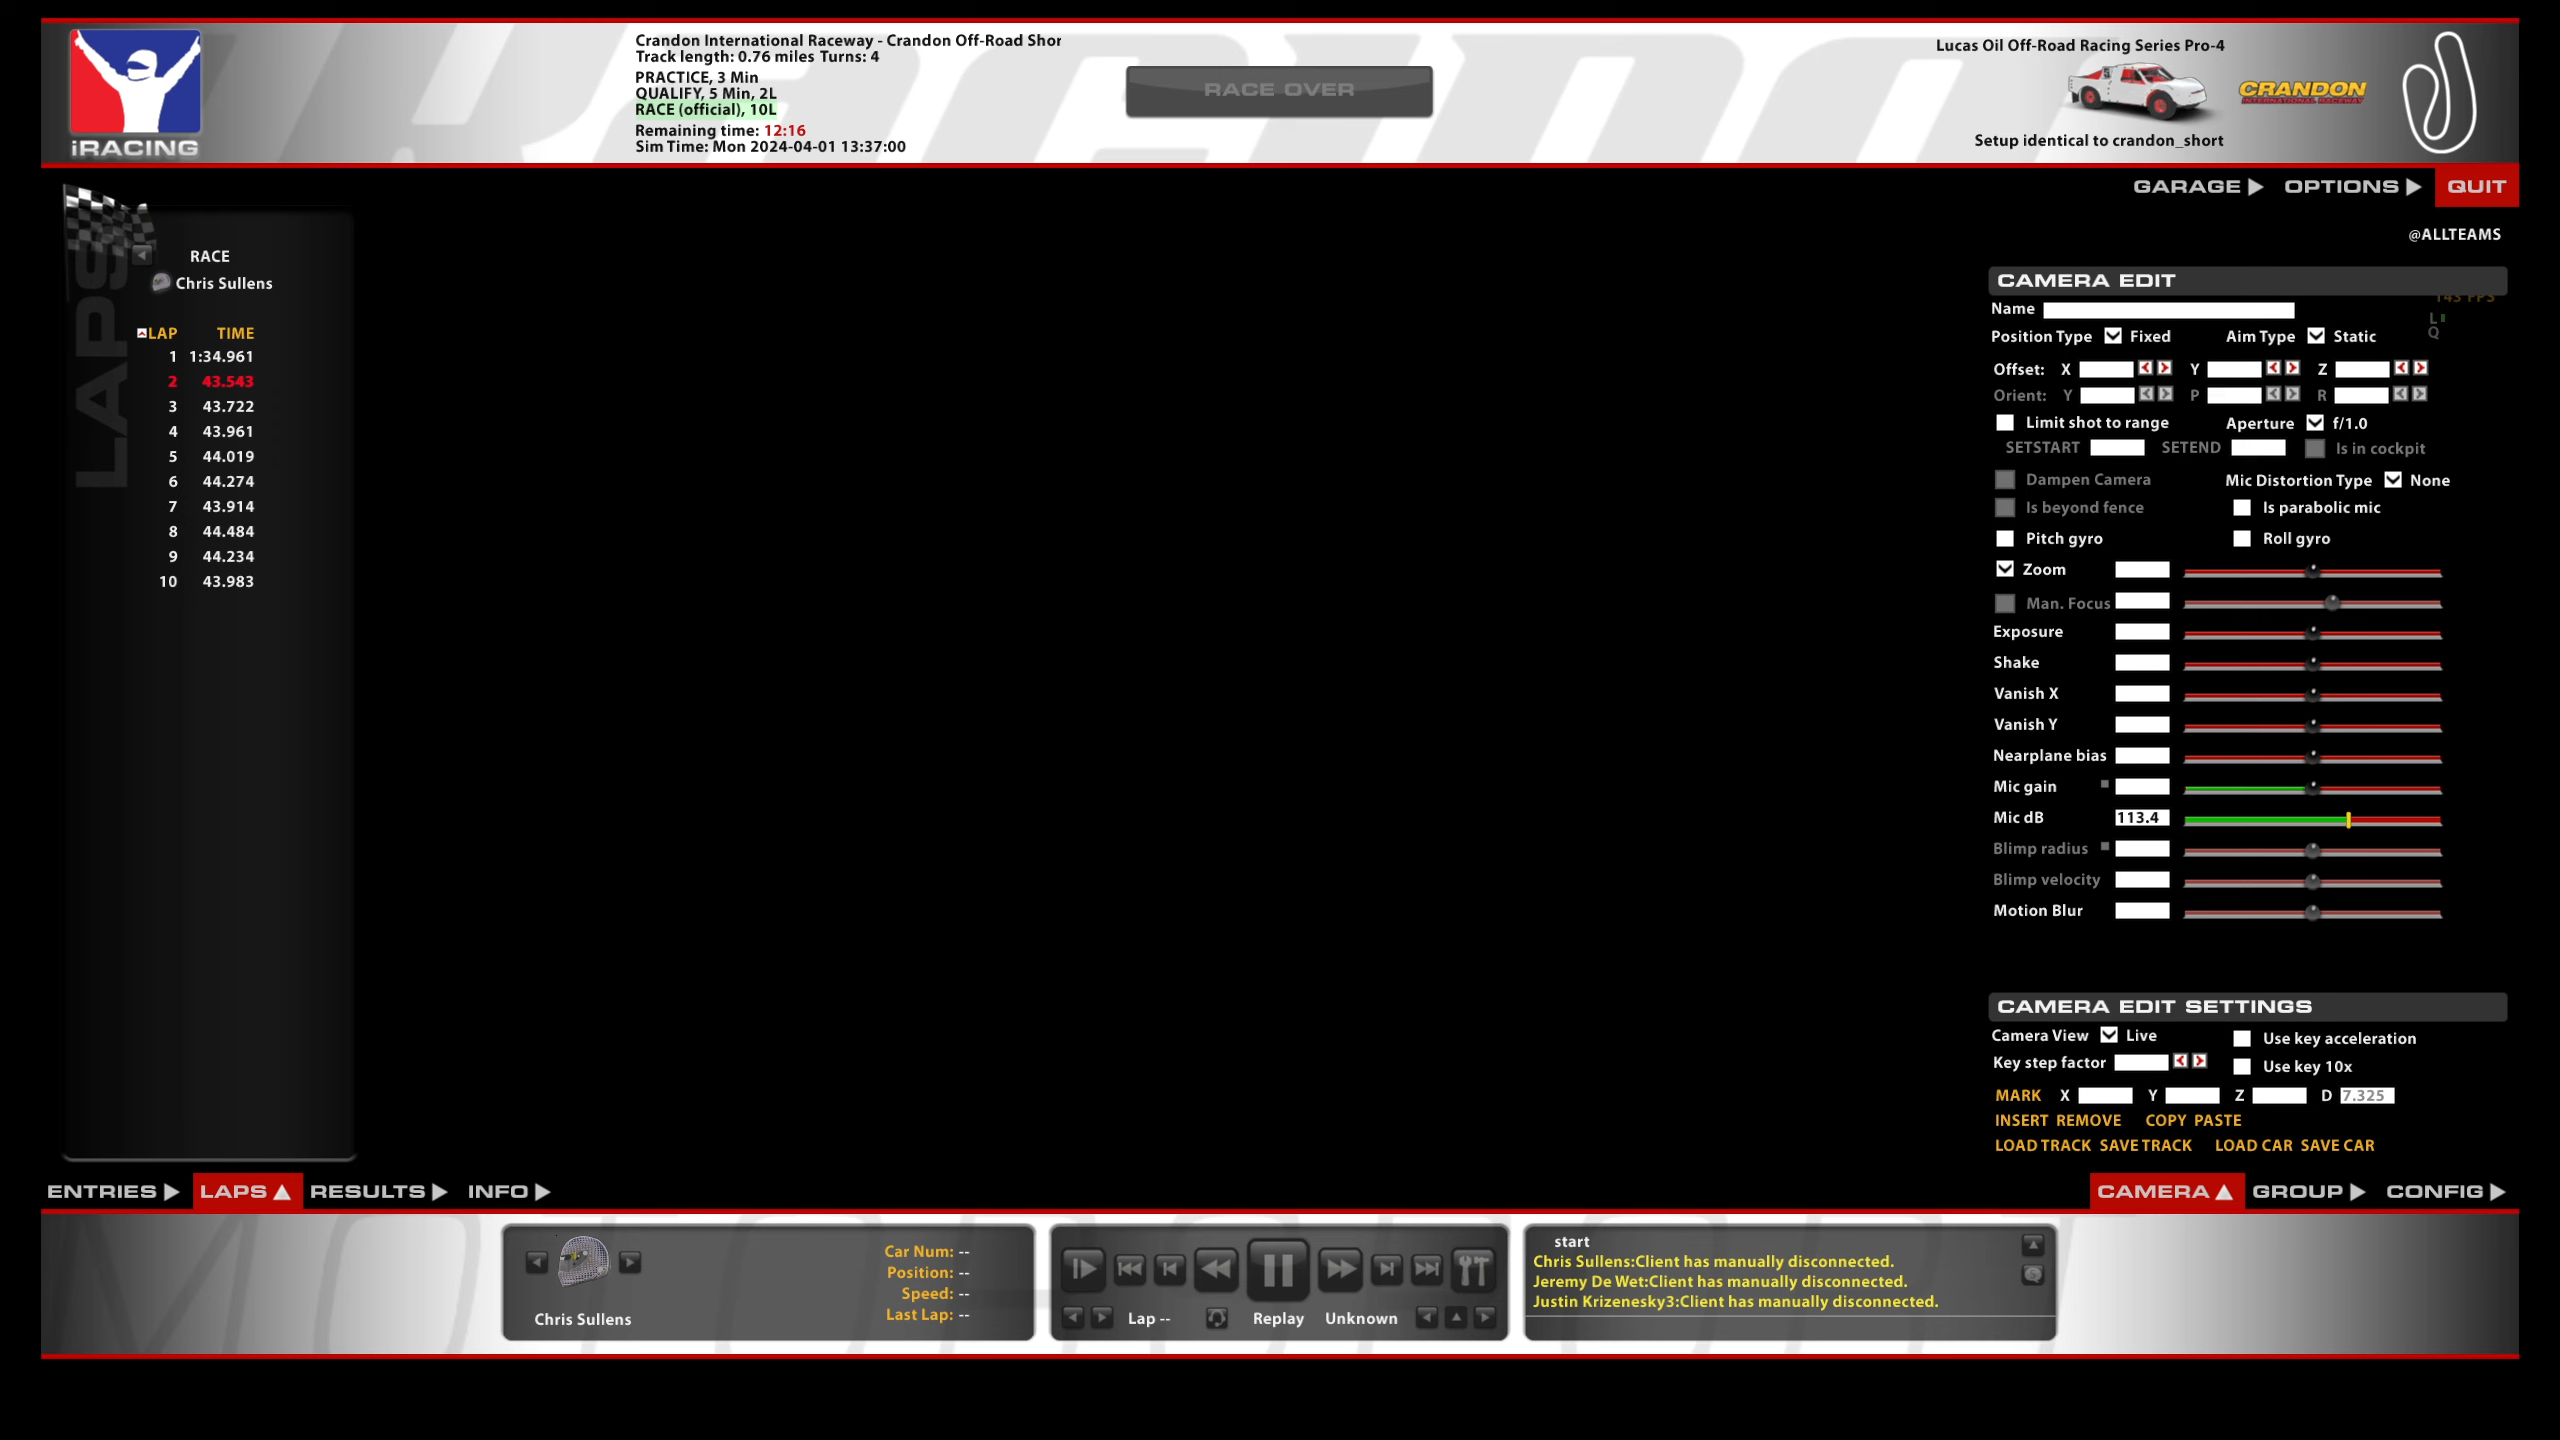 Crandon International Raceway - Crandon Off-Road Shor
Track length: 0.76 miles Turns: 4
PRACTICE, 3 Min
QUALIFY, 5 Min, 2L
RACE (official), 10L
Remaining time: 12:16
Sim Time: Mon 2024-04-01 13:37:00
iRACING
RACE OVER
Lucas Oil Off-Road Racing Series Pro-4
CRANDON
INTERNATIONAL RACEWAY
Setup identical to crandon_short
GARAGE OPTIONS QUIT
@ALLTEAMS
LAPS
RACE
Chris Sullens
LAP TIME
1 1:34.961
2 43.543
3 43.722
4 43.961
5 44.019
6 44.274
7 43.914
8 44.484
9 44.234
10 43.983
CAMERA EDIT
143 FPS
L
Q
Name
Position Type Fixed Aim Type Static
Offset: X Y Z
Orient: Y P R
Limit shot to range Aperture f/1.0
SETSTART SETEND Is in cockpit
Dampen Camera Mic Distortion Type None
Is beyond fence Is parabolic mic
Pitch gyro Roll gyro
Zoom
Man. Focus
Exposure
Shake
Vanish X
Vanish Y
Nearplane bias
Mic gain
Mic dB 113.4
Blimp radius
Blimp velocity
Motion Blur
CAMERA EDIT SETTINGS
Camera View Live Use key acceleration
Key step factor Use key 10x
MARK X Y Z D 7.325
INSERT REMOVE COPY PASTE
LOAD TRACK SAVE TRACK LOAD CAR SAVE CAR
ENTRIES LAPS RESULTS INFO
CAMERA GROUP CONFIG
Chris Sullens
Car Num: --
Position: --
Speed: --
Last Lap: --
Lap -- Replay Unknown
start
Chris Sullens:Client has manually disconnected.
Jeremy De Wet:Client has manually disconnected.
Justin Krizenesky3:Client has manually disconnected.